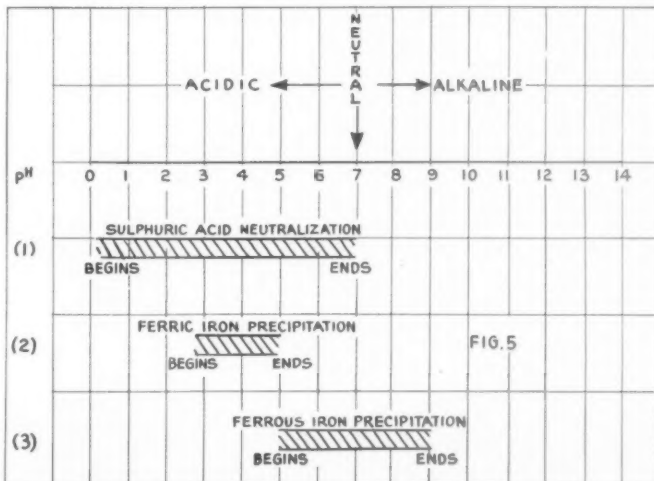 NEUTRAL
ACIDIC
ALKALINE
pH 0 1 2 3 4 5 6 7 8 9 10 11 12 13 14
(1)
SULPHURIC ACID NEUTRALIZATION
BEGINS ENDS
(2)
FERRIC IRON PRECIPITATION
BEGINS ENDS
FIG.5
(3)
FERROUS IRON PRECIPITATION
BEGINS ENDS